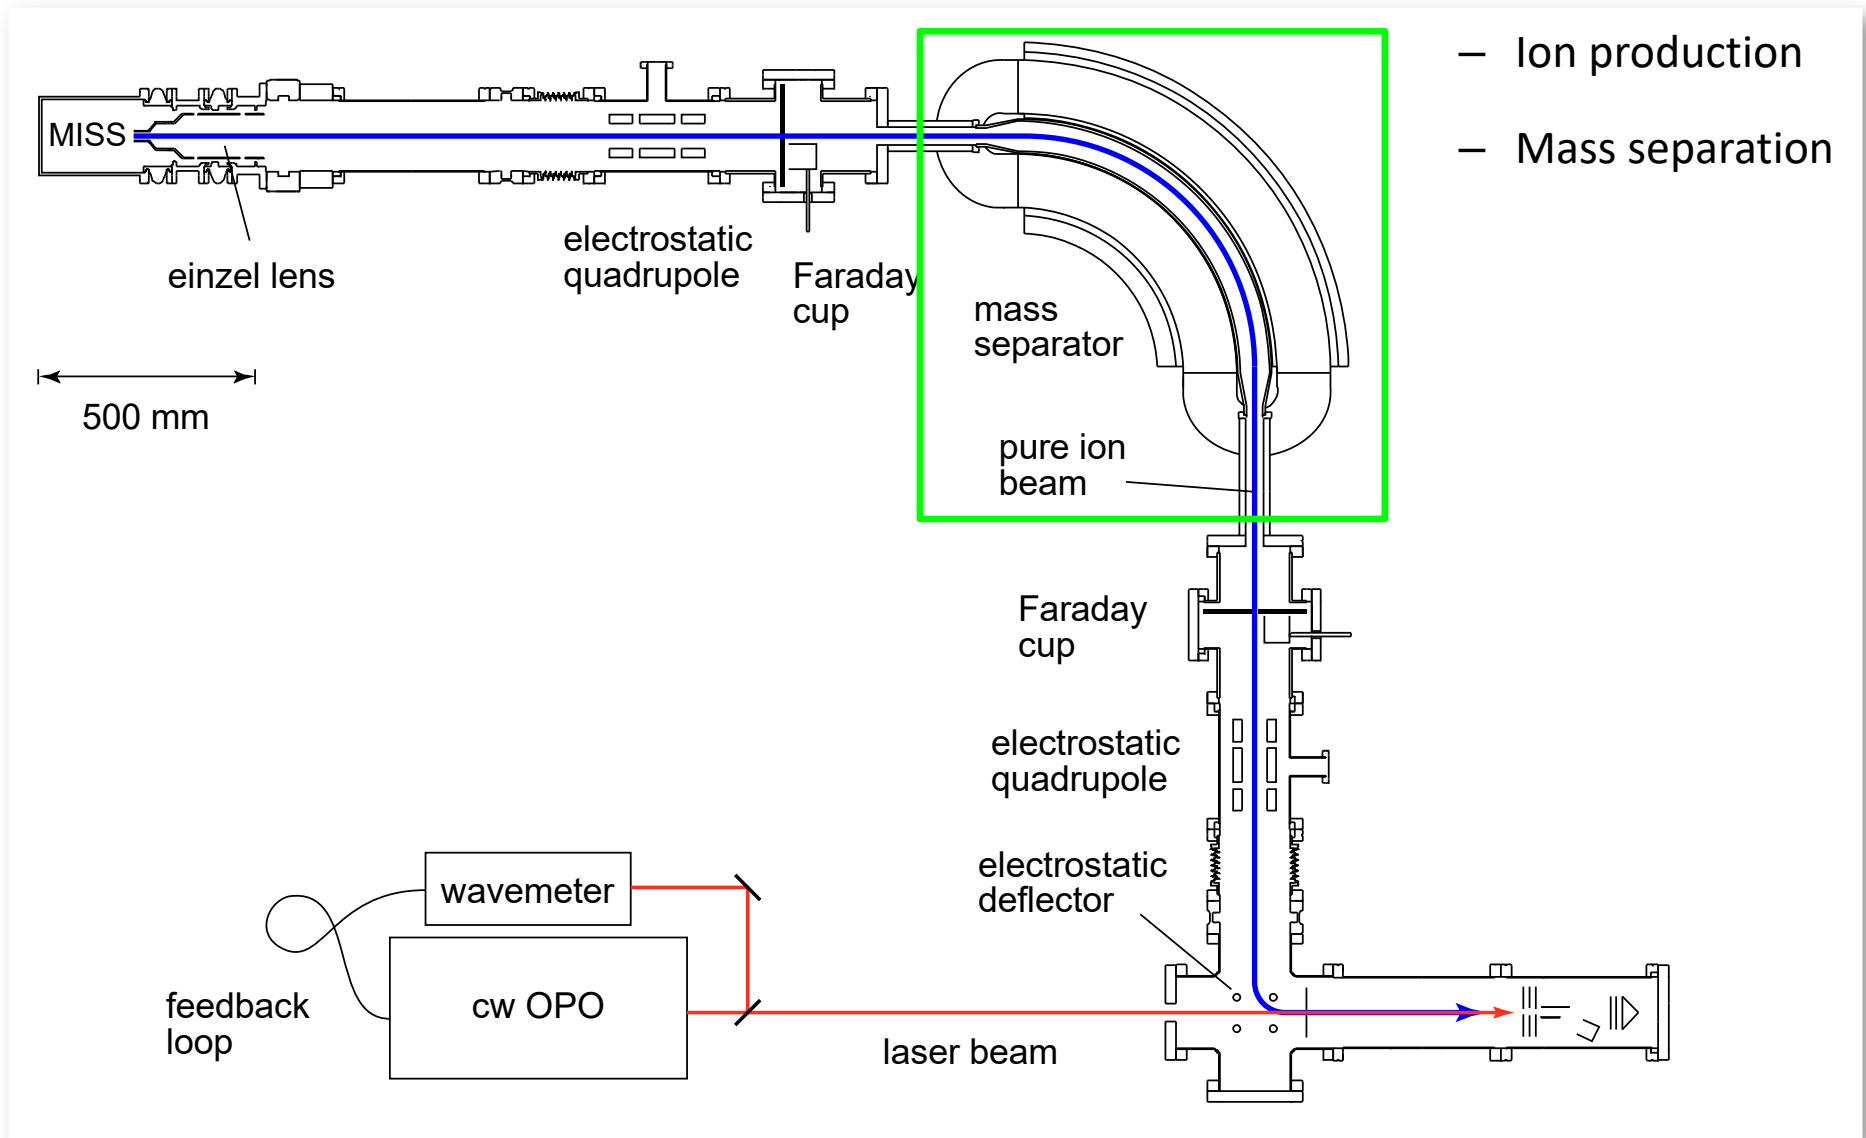 – Ion production
– Mass separation
MISS
einzel lens
electrostatic
quadrupole
Faraday
cup
mass
separator
500 mm
pure ion
beam
Faraday
cup
electrostatic
quadrupole
electrostatic
deflector
wavemeter
cw OPO
feedback
loop
laser beam